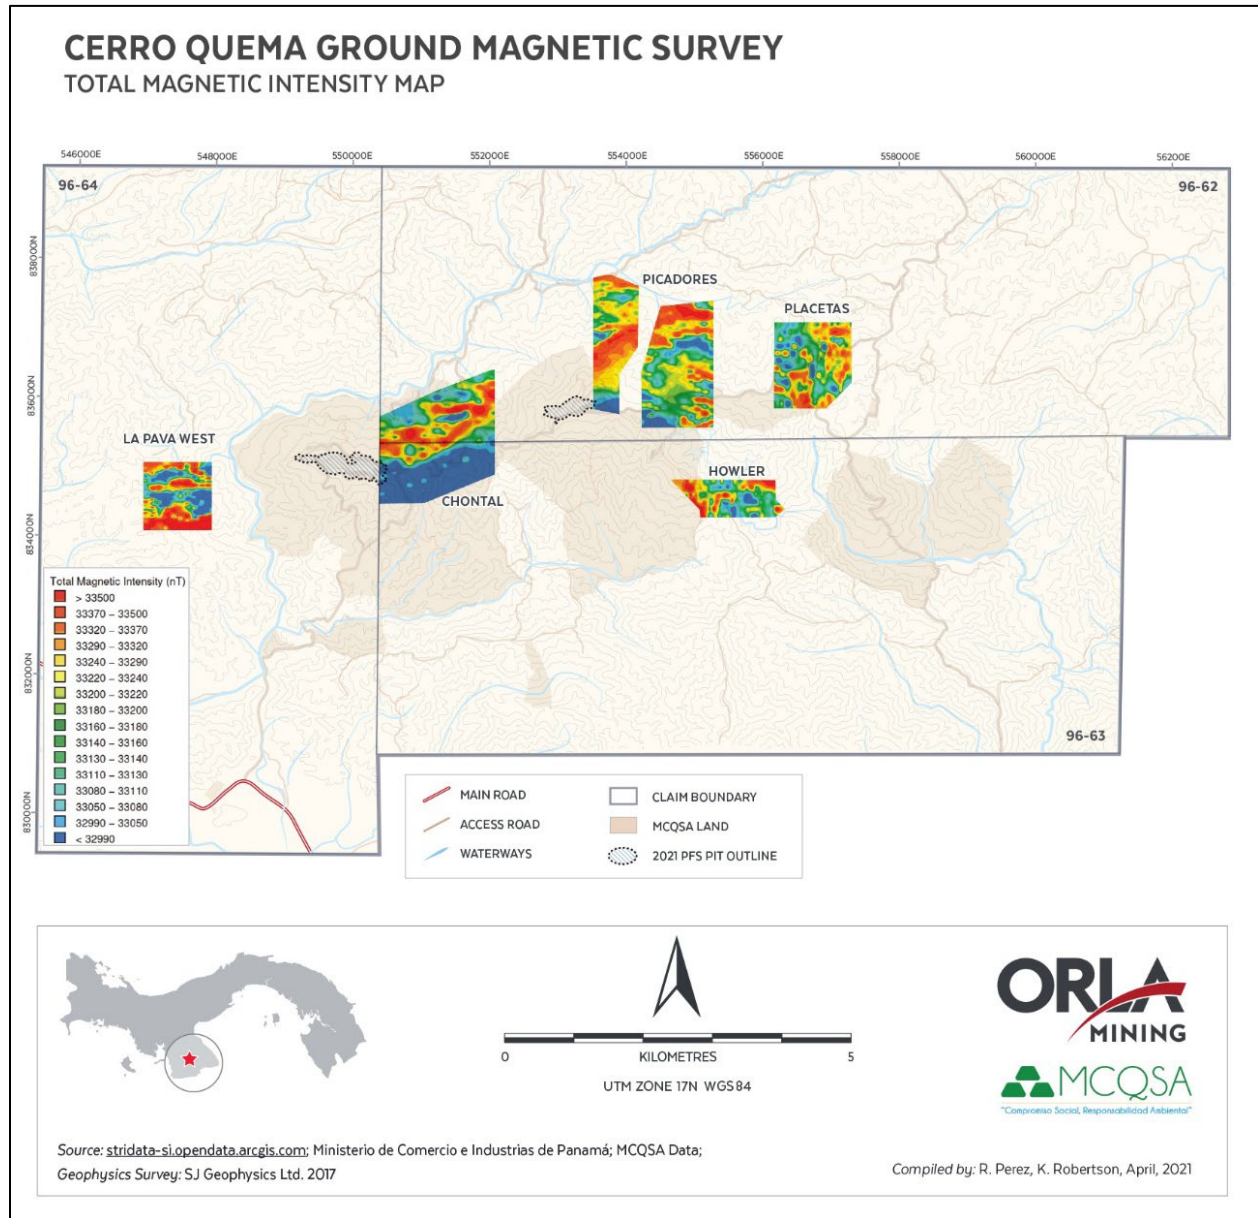 CERRO QUEMA GROUND MAGNETIC SURVEY
TOTAL MAGNETIC INTENSITY MAP
546000E 548000E 550000E 552000E 554000E 556000E 558000E 560000E 56200E
96-64
96-62
838000N
PICADORES
PLACETAS
836000N
LA PAVA WEST
HOWLER
CHONTAL
834000N
Total Magnetic Intensity (nT)
> 33500
33370 – 33500
33320 – 33370
33290 – 33320
33240 – 33290
33220 – 33240
33200 – 33220
33180 – 33200
33160 – 33180
33140 – 33160
33130 – 33140
33110 – 33130
33080 – 33110
33050 – 33080
32990 – 33050
< 32990
832000N
96-63
830000N
MAIN ROAD
ACCESS ROAD
WATERWAYS
CLAIM BOUNDARY
MCQSA LAND
2021 PFS PIT OUTLINE
0 KILOMETRES 5
UTM ZONE 17N WGS84
ORLA
MINING
MCQSA
"Compromiso Social, Responsabilidad Ambiental"
Source: stridata-si.opendata.arcgis.com; Ministerio de Comercio e Industrias de Panamá; MCQSA Data;
Geophysics Survey: SJ Geophysics Ltd. 2017
Compiled by: R. Perez, K. Robertson, April, 2021